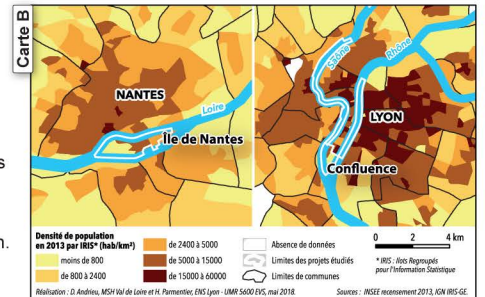 Carte B
NANTES
Loire
Île de Nantes
Saône
Rhône
LYON
Confluence
s
n.
Densité de population
en 2013 par IRIS* (hab/km²)
moins de 800
de 800 à 2400
de 2400 à 5000
de 5000 à 15000
de 15000 à 60000
Absence de données
Limites des projets étudiés
Limites de communes
0 2 4 km
* IRIS : Ilots Regroupés
pour l'Information Statistique
Réalisation : D. Andrieu, MSH Val de Loire et H. Parmentier, ENS Lyon - UMR 5600 EVS, mai 2018.
Sources : INSEE recensement 2013, IGN IRIS-GE.